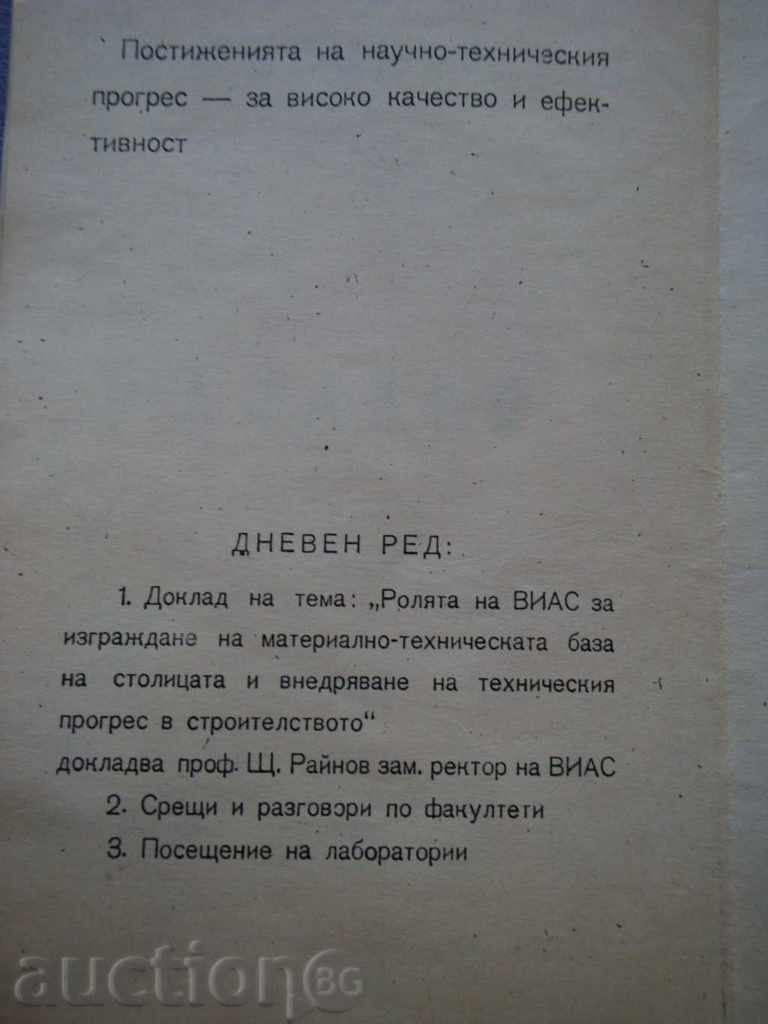 Постиженията на научно-техническия
прогрес — за високо качество и ефек-
тивност
ДНЕВЕН РЕД:
1. Доклад на тема: „Ролята на ВИАС за
изграждане на материално-техническата база
на столицата и внедряване на техническия
прогрес в строителството“
докладва проф. Щ. Райнов зам. ректор на ВИАС
2. Срещи и разговори по факултети
3. Посещение на лаборатории
auction BG